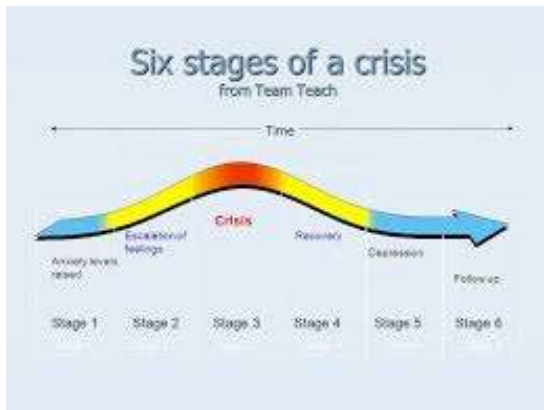 Six stages of a crisis
from Team Teach
Time
Anxiety levels
raised
Escalation of
feelings
Crisis
Recovery
Depression
Follow up
Stage 1
Stage 2
Stage 3
Stage 4
Stage 5
Stage 6